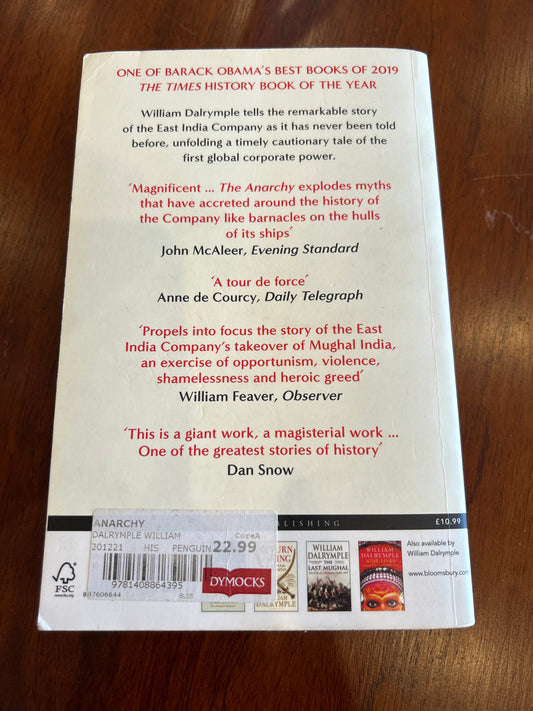 ONE OF BARACK OBAMA'S BEST BOOKS OF 2019
THE TIMES HISTORY BOOK OF THE YEAR
William Dalrymple tells the remarkable story
of the East India Company as it has never been told
before, unfolding a timely cautionary tale of the
first global corporate power.
'Magnificent ... The Anarchy explodes myths
that have accreted around the history of
the Company like barnacles on the hulls
of its ships'
John McAleer, Evening Standard
'A tour de force'
Anne de Courcy, Daily Telegraph
'Propels into focus the story of the East
India Company's takeover of Mughal India,
an exercise of opportunism, violence,
shamelessness and heroic greed'
William Feaver, Observer
'This is a giant work, a magisterial work ...
One of the greatest stories of history'
Dan Snow
BLISHING
£10.99
ANARCHY
DALRYMPLE WILLIAM CoreA
201221 HIS PENGUIN 22.99
9781408864395
DYMOCKS
FSC
www.fsc.org
WILLIAM
DALRYMPLE
THE
LAST MUGHAL
WILLIAM
DALRYMPLE
NINE LIVES
DALRYMPLE
Also available by
William Dalrymple
www.bloomsbury.com